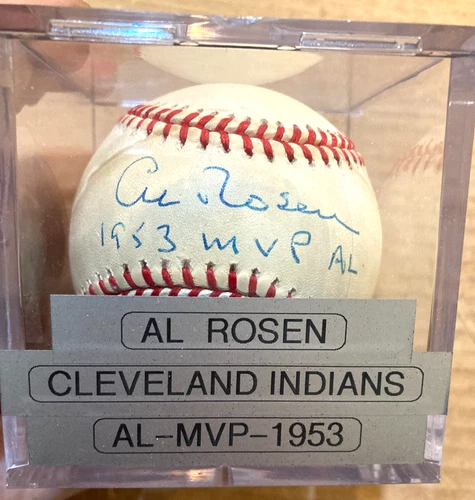 Al Rosen
1953 MVP AL
AL ROSEN
CLEVELAND INDIANS
AL-MVP-1953